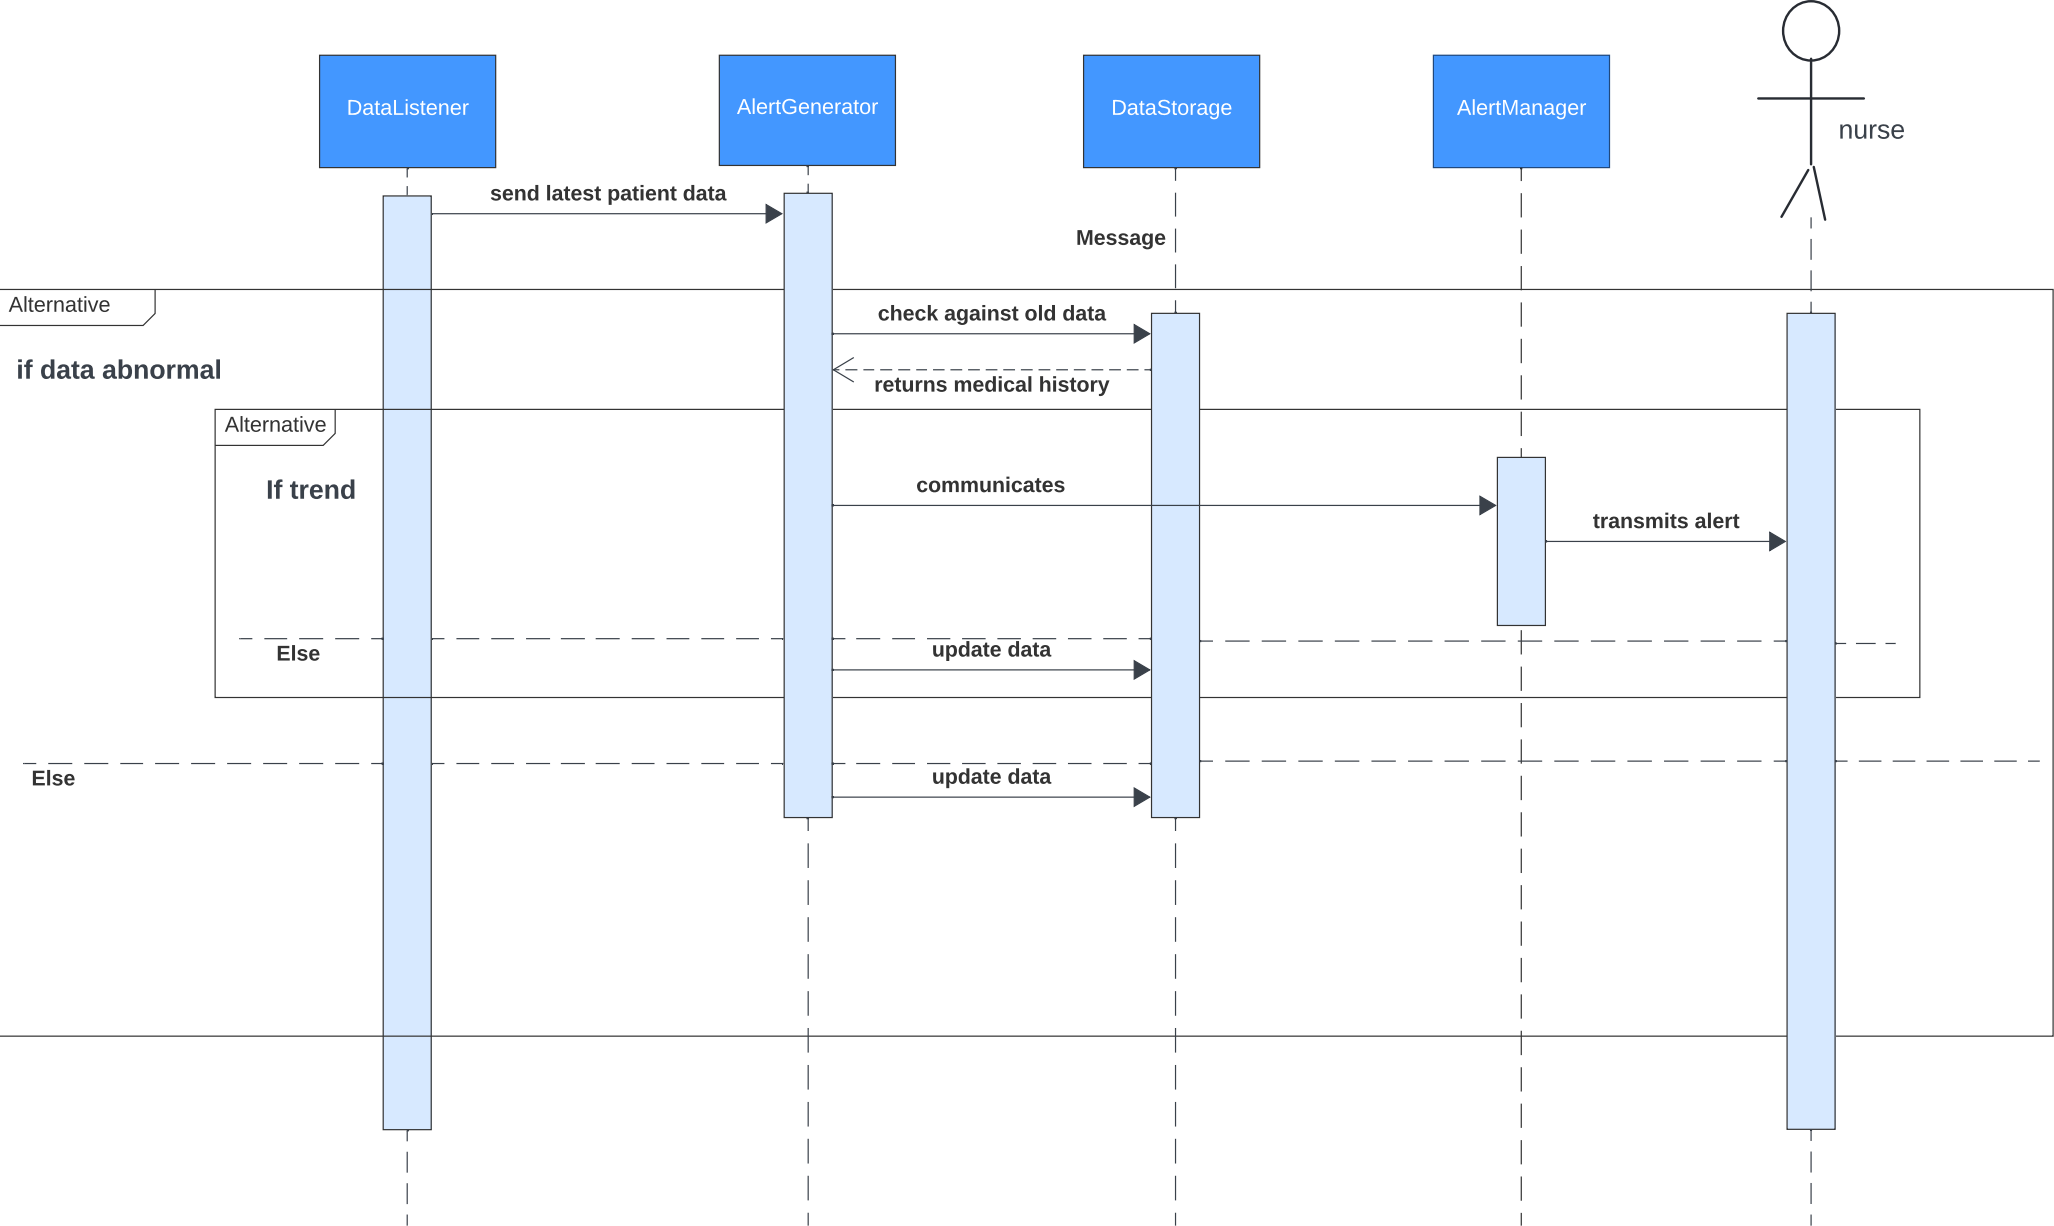 DataListener
AlertGenerator
DataStorage
AlertManager
nurse
send latest patient data
Message
Alternative
check against old data
if data abnormal
returns medical history
Alternative
If trend
communicates
transmits alert
Else
update data
Else
update data